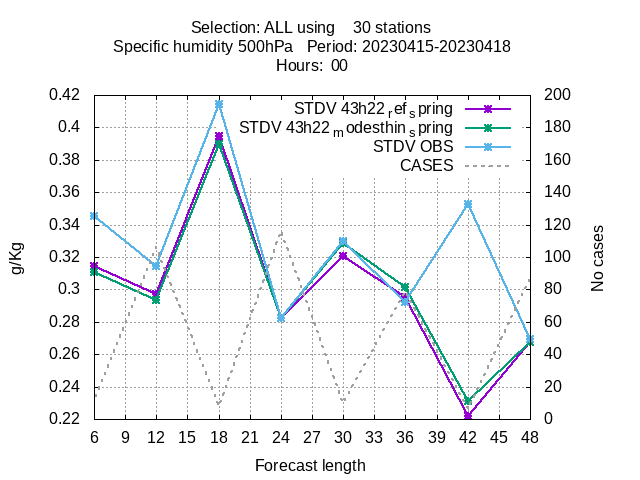 Selection: ALL using    30 stations
Specific humidity 500hPa   Period: 20230415-20230418
Hours:  00
0.42
0.4
0.38
0.36
0.34
0.32
0.3
0.28
0.26
0.24
0.22
g/Kg
STDV 43h22 ref spring
STDV 43h22 modesthin spring
STDV OBS
CASES
200
180
160
140
120
100
80
60
40
20
0
No cases
6 9 12 15 18 21 24 27 30 33 36 39 42 45 48
Forecast length